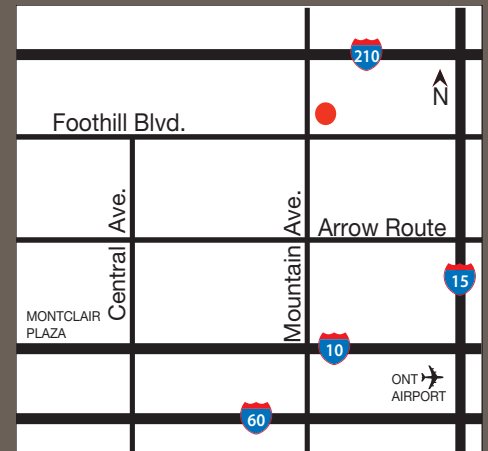 210
N
Foothill Blvd.
Central Ave.
Mountain Ave.
Arrow Route
15
MONTCLAIR
PLAZA
10
ONT
AIRPORT
60